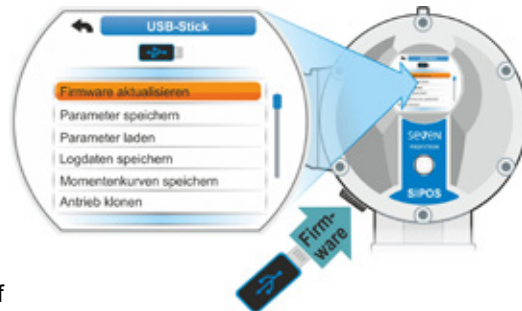 USB-Stick
Firmware aktualisieren
Parameter speichern
Parameter laden
Logdaten speichern
Momentenkurven speichern
Antrieb klonen
SEVEN
SIPOS
Firm-
ware
f